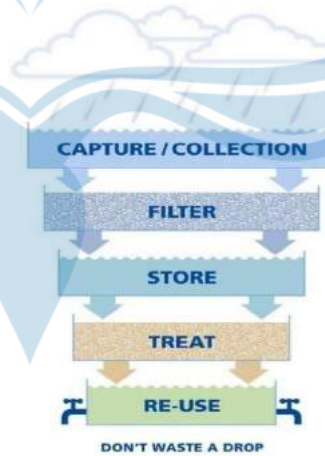 CAPTURE / COLLECTION
FILTER
STORE
TREAT
RE-USE
DON'T WASTE A DROP